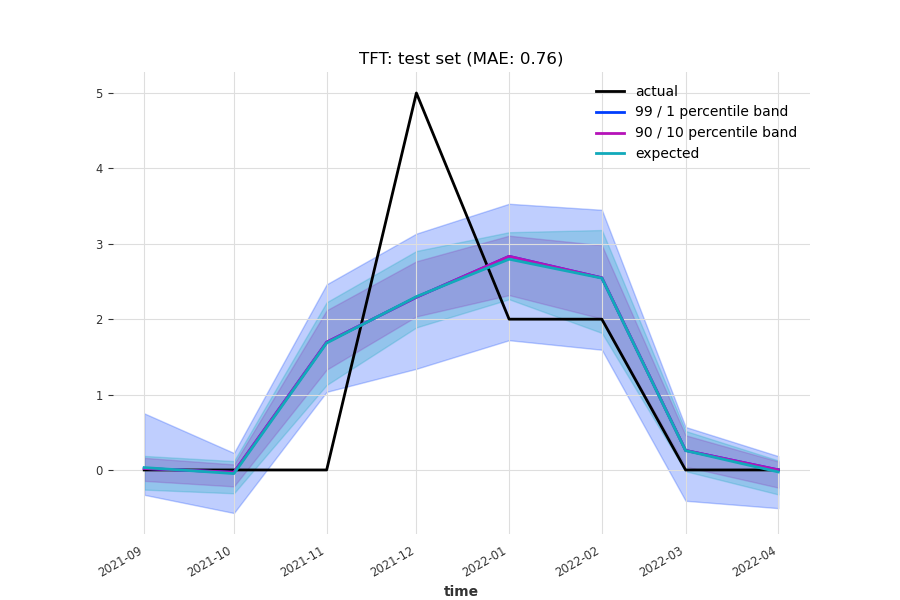 TFT: test set (MAE: 0.76)
actual
99 / 1 percentile band
90 / 10 percentile band
expected
5
4
3
2
1
0
2021-09
2021-10
2021-11
2021-12
2022-01
2022-02
2022-03
2022-04
time